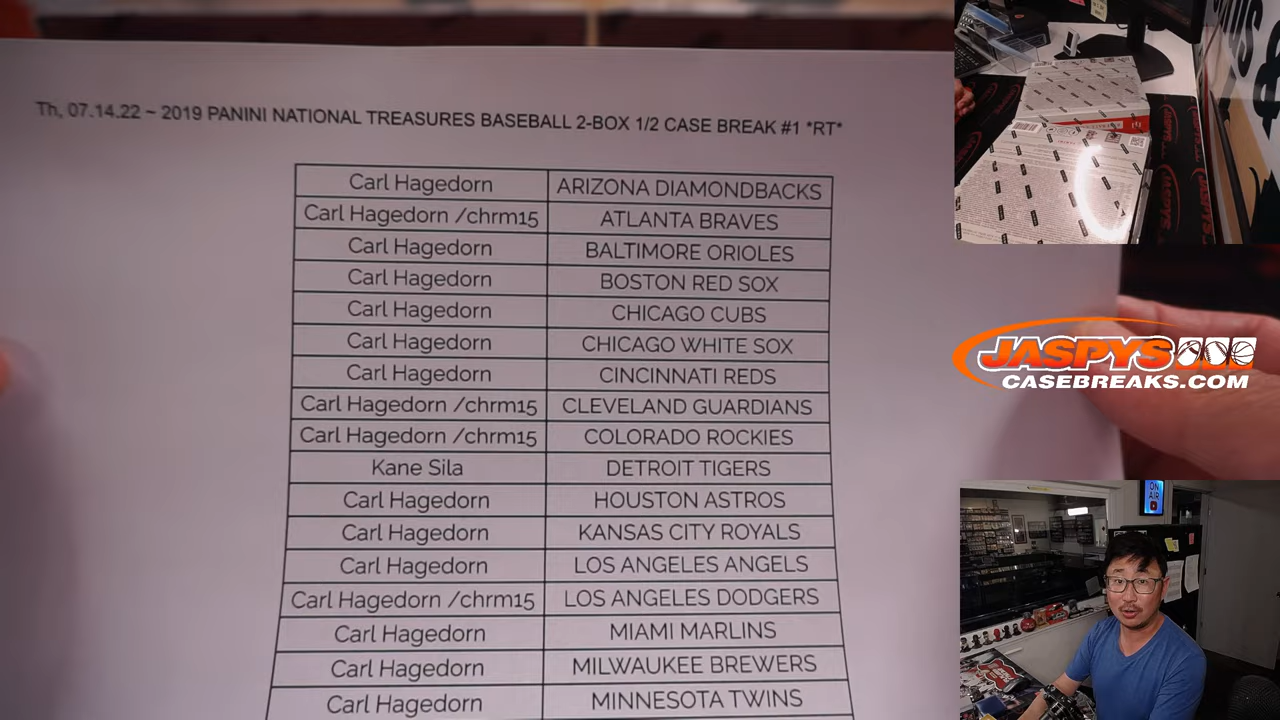 Th, 07.14.22 ~ 2019 PANINI NATIONAL TREASURES BASEBALL 2-BOX 1/2 CASE BREAK #1 *RT*
Carl Hagedorn ARIZONA DIAMONDBACKS
Carl Hagedorn /chrm15 ATLANTA BRAVES
Carl Hagedorn BALTIMORE ORIOLES
Carl Hagedorn BOSTON RED SOX
Carl Hagedorn CHICAGO CUBS
Carl Hagedorn CHICAGO WHITE SOX
Carl Hagedorn CINCINNATI REDS
Carl Hagedorn /chrm15 CLEVELAND GUARDIANS
Carl Hagedorn /chrm15 COLORADO ROCKIES
Kane Sila DETROIT TIGERS
Carl Hagedorn HOUSTON ASTROS
Carl Hagedorn KANSAS CITY ROYALS
Carl Hagedorn LOS ANGELES ANGELS
Carl Hagedorn /chrm15 LOS ANGELES DODGERS
Carl Hagedorn MIAMI MARLINS
Carl Hagedorn MILWAUKEE BREWERS
Carl Hagedorn MINNESOTA TWINS
JASPYS
CASEBREAKS.COM
ON
AIR